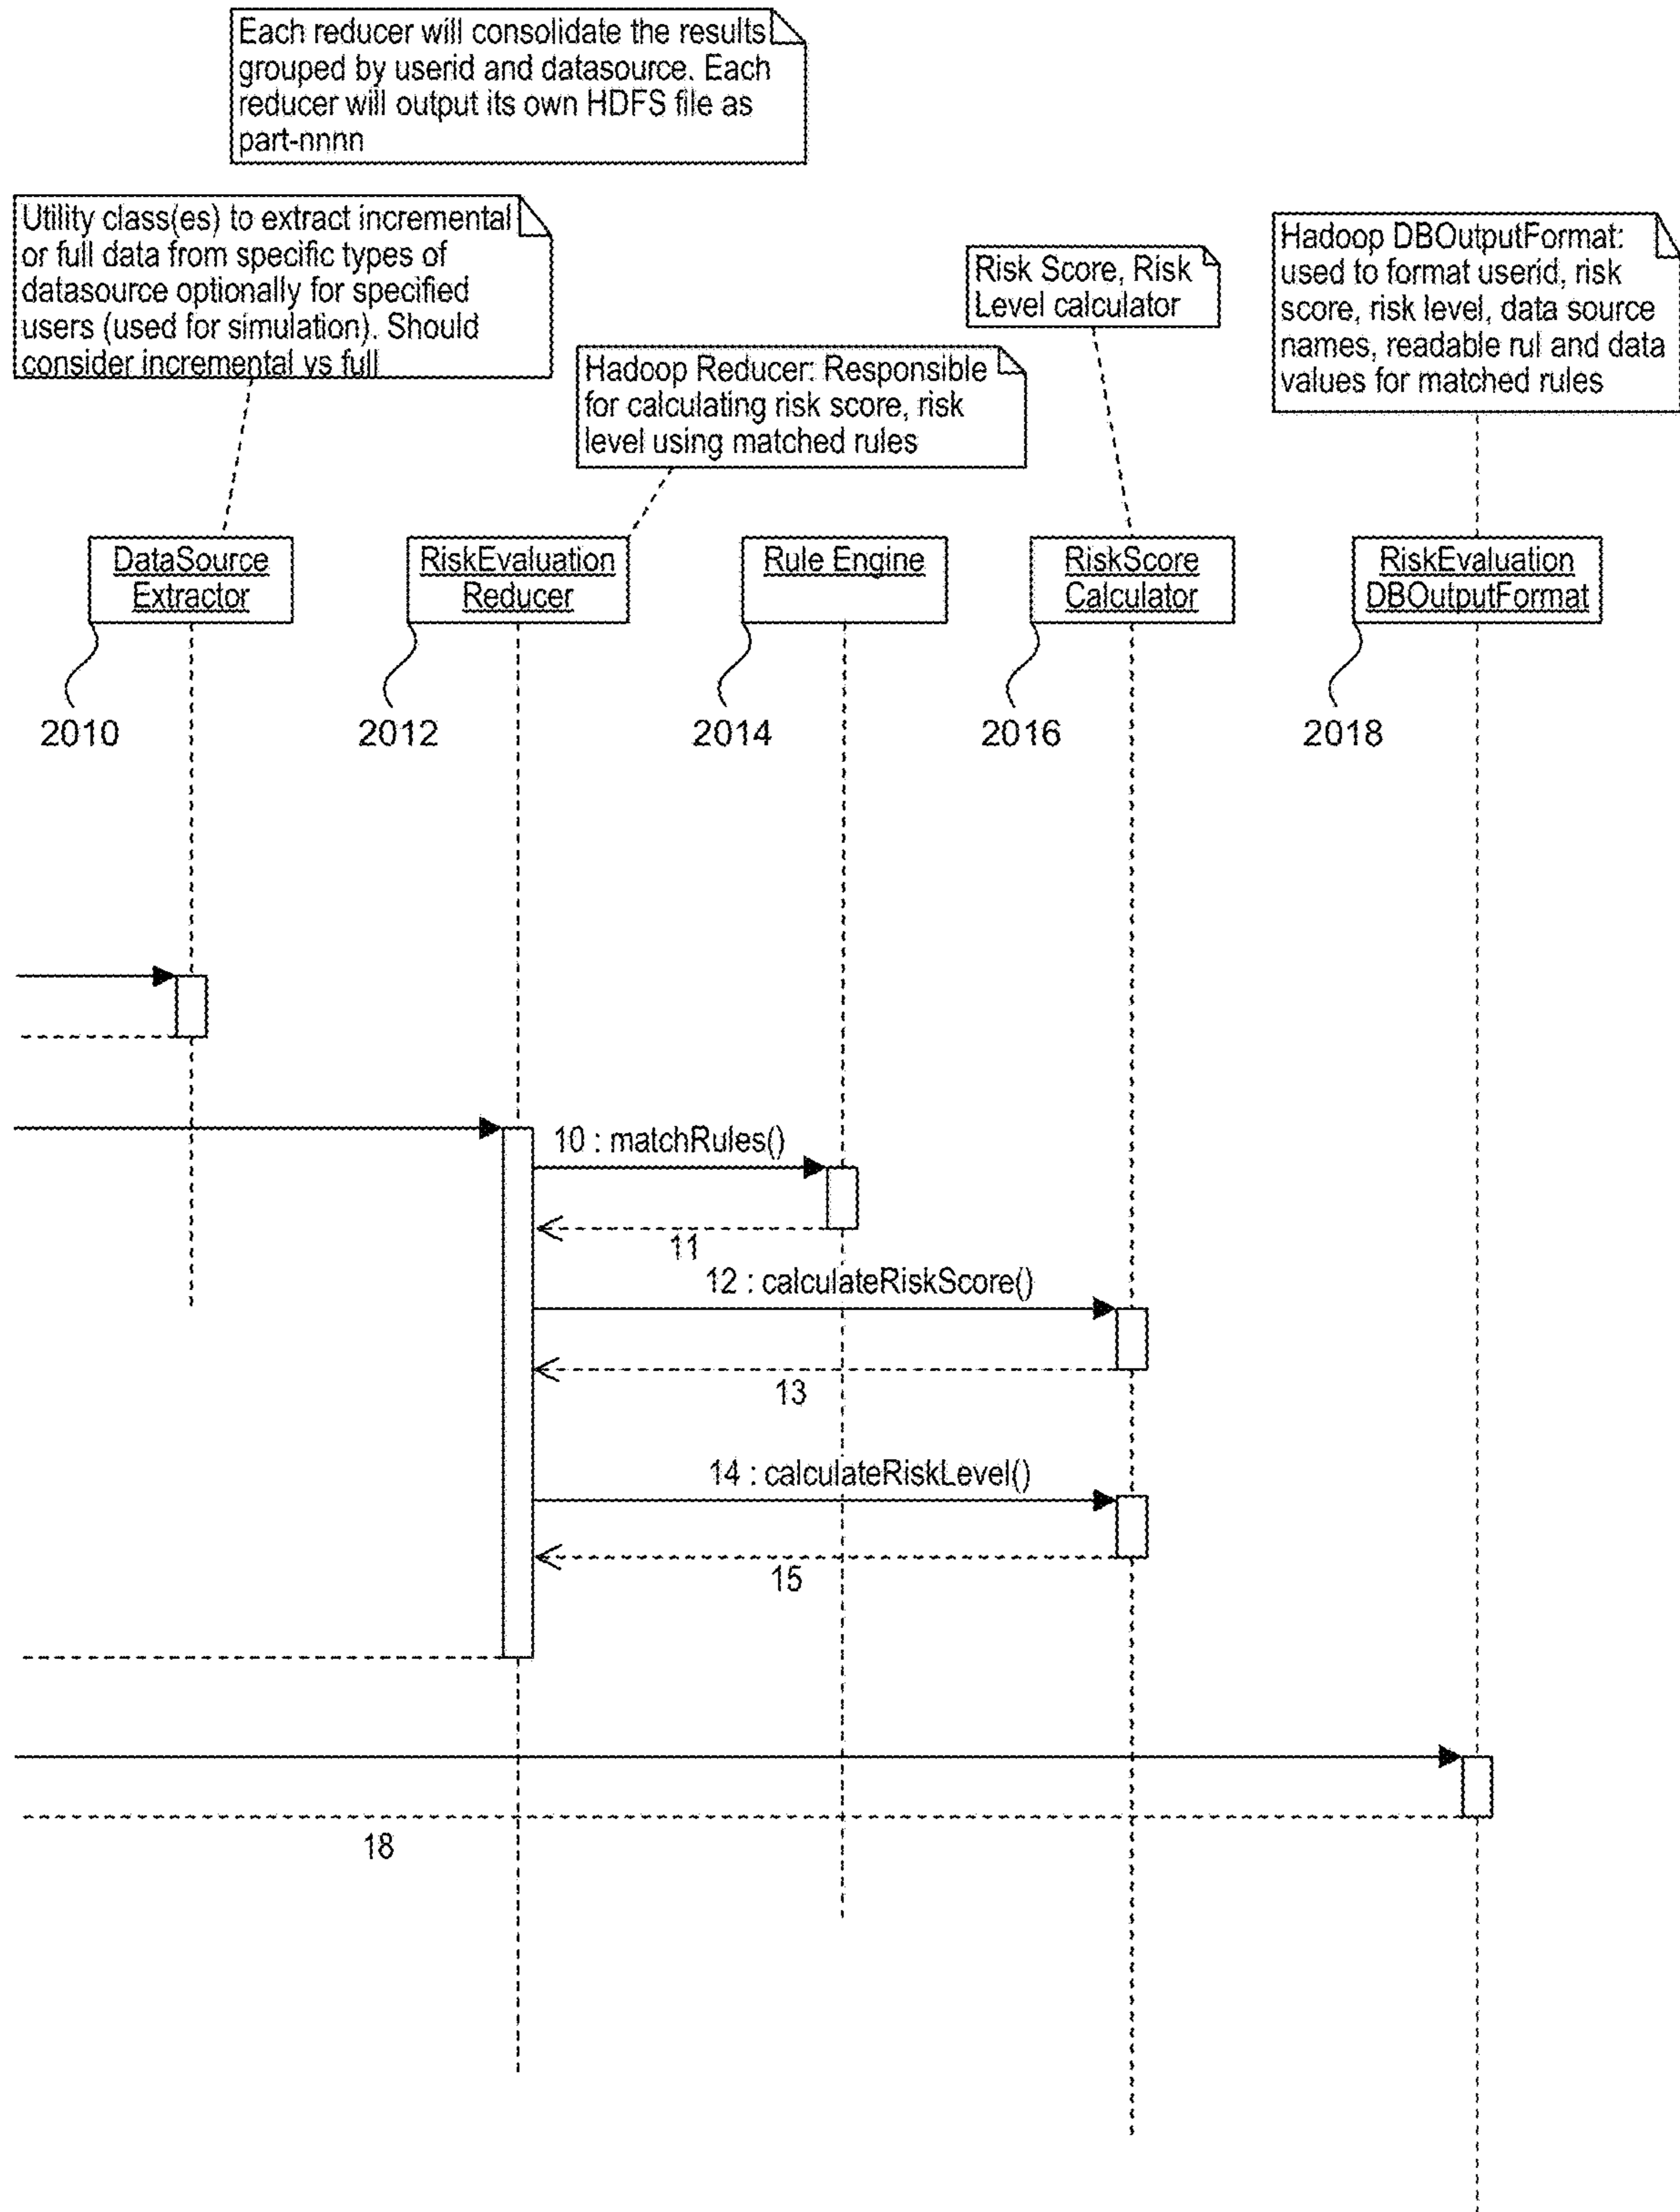 Each reducer will consolidate the results
grouped by userid and datasource. Each
reducer will output its own HDFS file as
part-nnnn
Utility class(es) to extract incremental
or full data from specific types of
datasource optionally for specified
users (used for simulation). Should
consider incremental vs full
Hadoop Reducer: Responsible
for calculating risk score, risk
level using matched rules
Risk Score, Risk
Level calculator
Hadoop DBOutputFormat:
used to format userid, risk
score, risk level, data source
names, readable rul and data
values for matched rules
DataSource
Extractor
RiskEvaluation
Reducer
Rule Engine
RiskScore
Calculator
RiskEvaluation
DBOutputFormat
2010
2012
2014
2016
2018
10 : matchRules()
11
12 : calculateRiskScore()
13
14 : calculateRiskLevel()
15
18